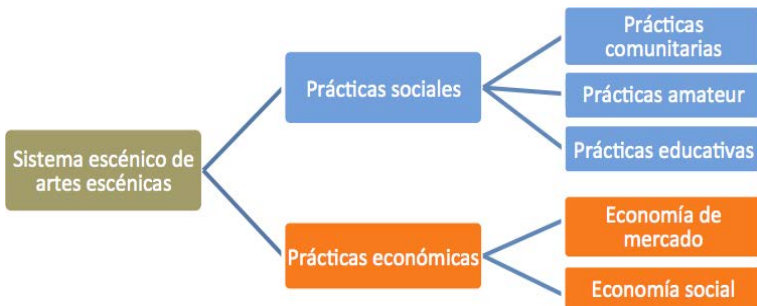 Sistema escénico de
artes escénicas
Prácticas sociales
Prácticas
comunitarias
Prácticas amateur
Prácticas educativas
Prácticas económicas
Economía de
mercado
Economía social